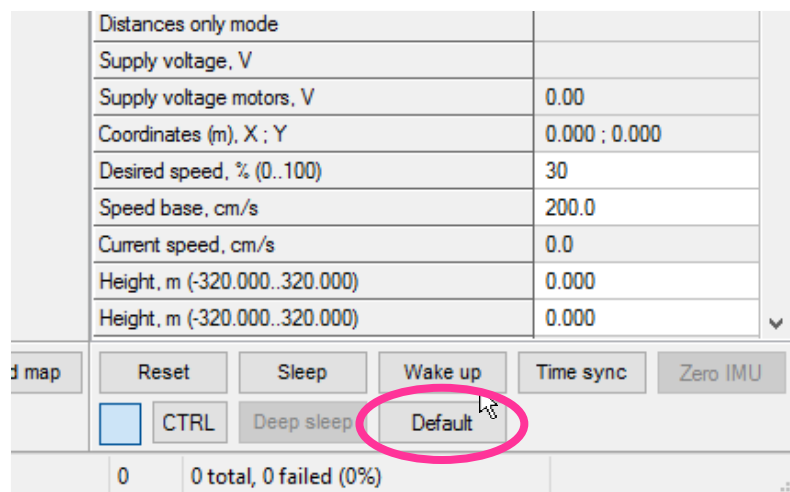 Distances only mode
Supply voltage, V
Supply voltage motors, V 0.00
Coordinates (m), X ; Y 0.000 ; 0.000
Desired speed, % (0..100) 30
Speed base, cm/s 200.0
Current speed, cm/s 0.0
Height, m (-320.000..320.000) 0.000
Height, m (-320.000..320.000) 0.000
d map Reset Sleep Wake up Time sync Zero IMU
CTRL Deep sleep Default
0 0 total, 0 failed (0%)